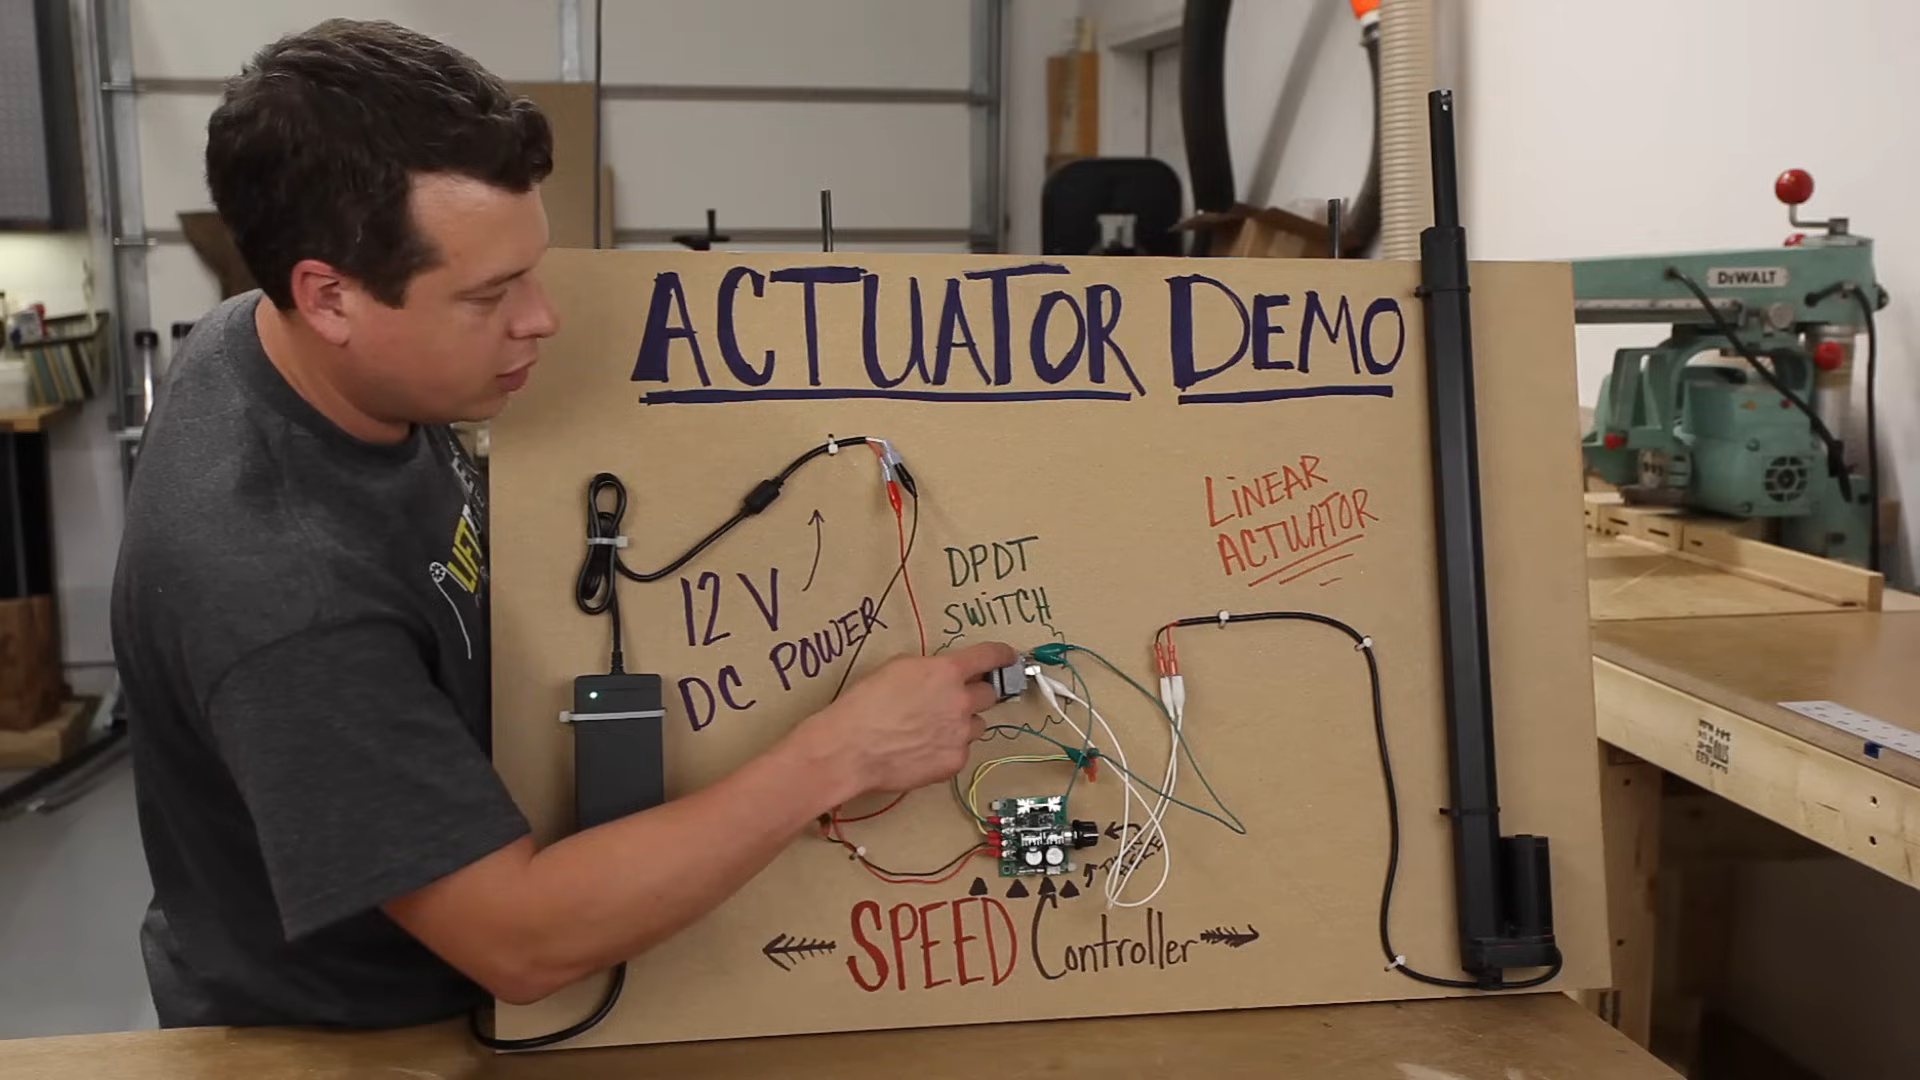 ACTUATOR DEMO
DeWALT
LiNEAR
ACTUATOR
DPDT
SWiTCH
12 V
DC POWER
SPEED Controller